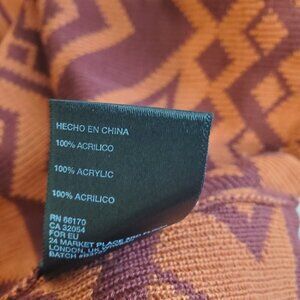 HECHO EN CHINA
100% ACRILICO
100% ACRYLIC
100% ACRILICO
RN 66170
CA 32054
FOR EU
24 MARKET PLACE
LONDON, UK
BATCH